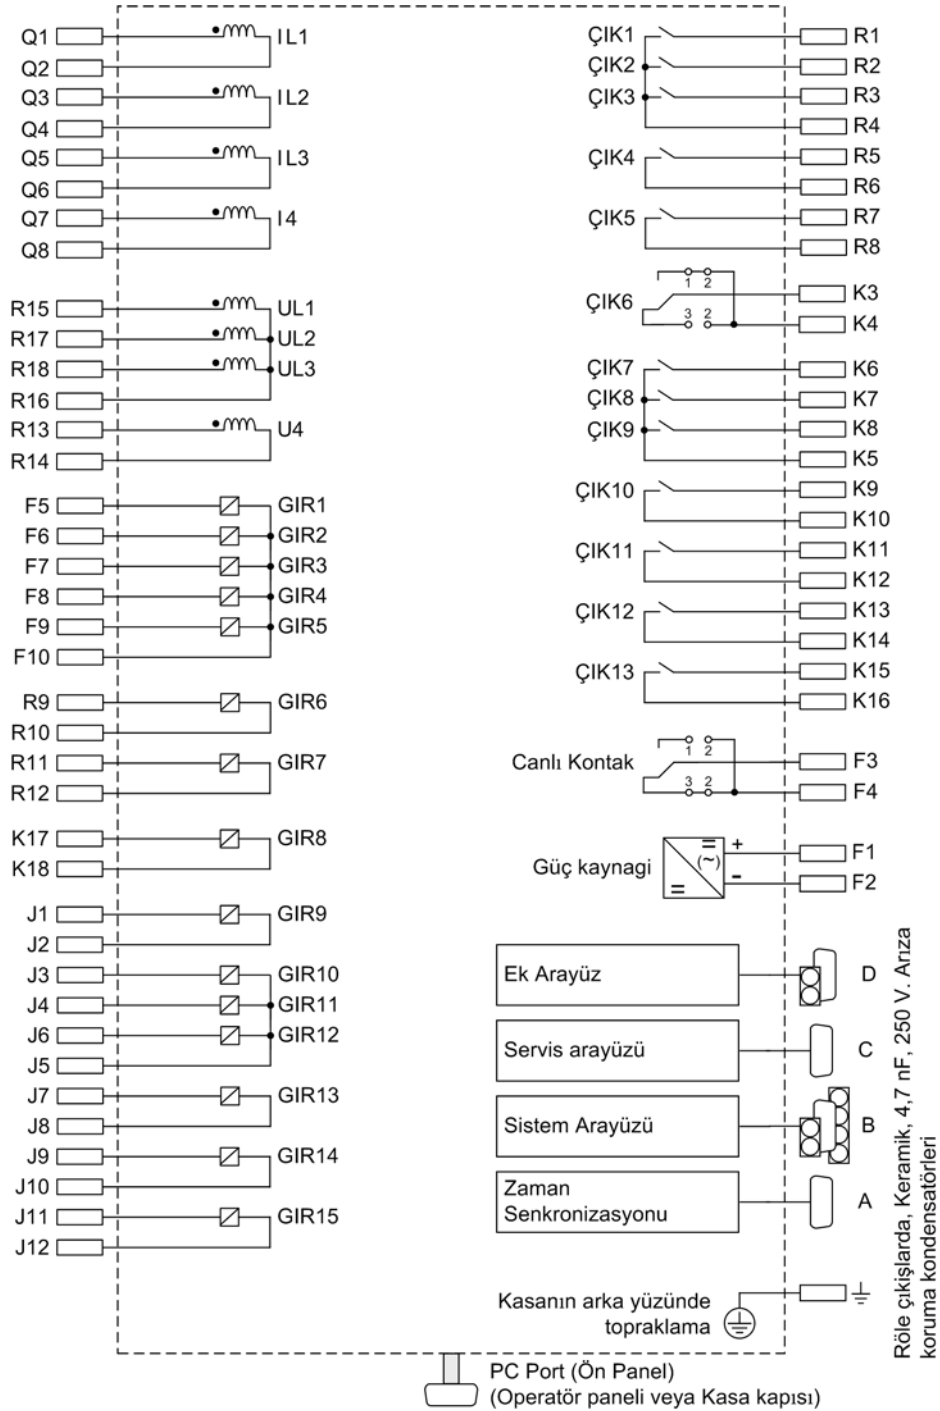 Q1 IL1 ÇIK1 R1
Q2 ÇIK2 R2
Q3 IL2 ÇIK3 R3
Q4 R4
Q5 IL3 ÇIK4 R5
Q6 R6
Q7 I4 ÇIK5 R7
Q8 R8
1 2
ÇIK6 K3
R15 UL1 3 2 K4
R17 UL2
R18 UL3 ÇIK7 K6
R16 ÇIK8 K7
R13 U4 ÇIK9 K8
R14 K5
ÇIK10 K9
F5 GIR1
F6 GIR2 K10
F7 GIR3 ÇIK11 K11
F8 GIR4 K12
F9 GIR5 ÇIK12 K13
F10 K14
ÇIK13 K15
R9 GIR6 K16
R10
1 2
R11 GIR7 Canlı Kontak F3
R12 3 2 F4
K17 GIR8
Güç kaynagi = (~) = + - F1
K18 F2
J1 GIR9
J2
J3 GIR10 Ek Arayüz D
J4 GIR11
J6 GIR12 Servis arayüzü C
J5
J7 GIR13
J8 Sistem Arayüzü B
J9 GIR14
J10 Zaman
Senkronizasyonu A
J11 GIR15
J12
Kasanın arka yüzünde
topraklama
Röle çıkişlarda, Keramik, 4,7 nF, 250 V. Arıza
koruma kondensatörleri
PC Port (Ön Panel)
(Operatör paneli veya Kasa kapısı)